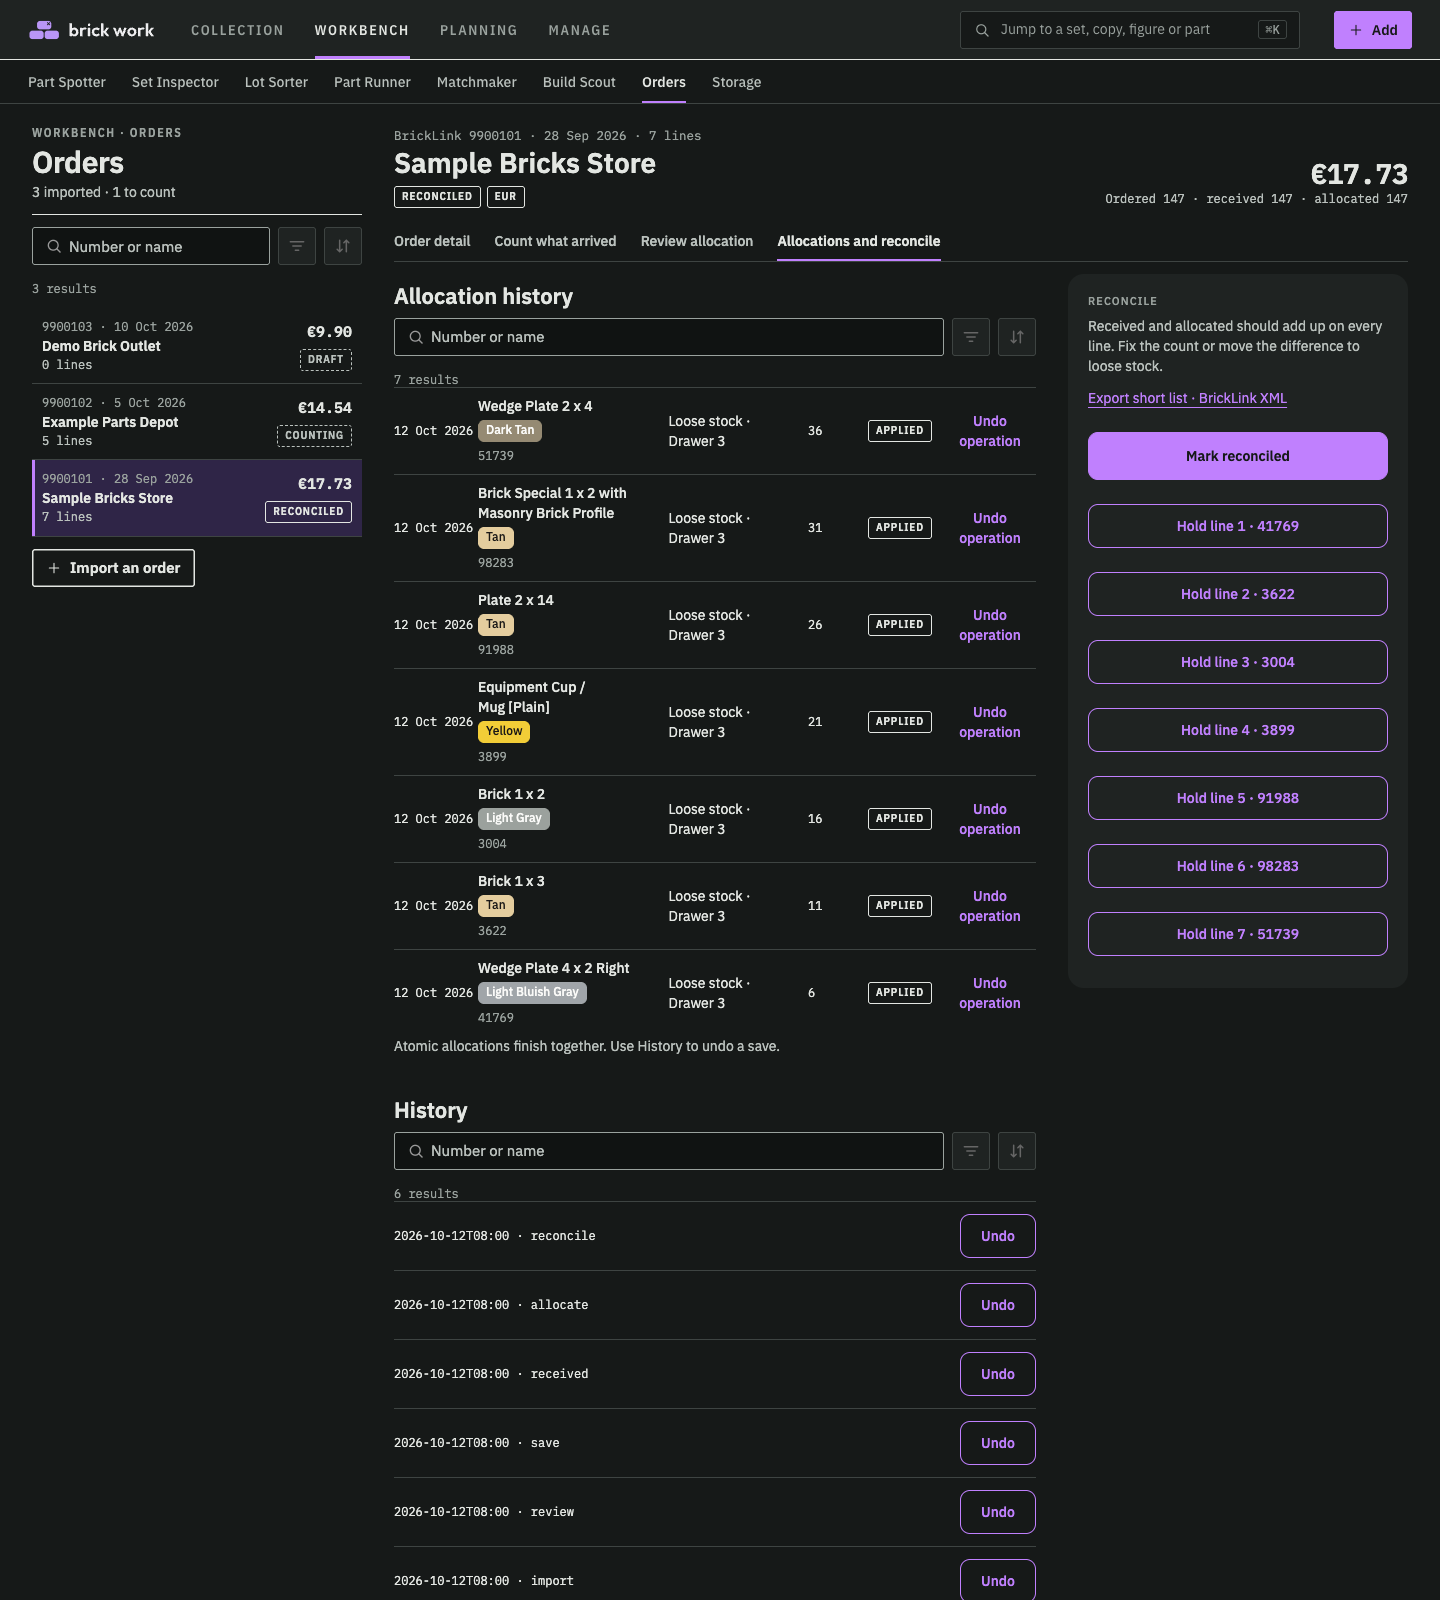 brick work
COLLECTION
WORKBENCH
PLANNING
MANAGE
Jump to a set, copy, figure or part
⌘K
+ Add
Part Spotter
Set Inspector
Lot Sorter
Part Runner
Matchmaker
Build Scout
Orders
Storage
WORKBENCH · ORDERS
Orders
3 imported · 1 to count
Number or name
3 results
9900103 · 10 Oct 2026
€9.90
Demo Brick Outlet
DRAFT
0 lines
9900102 · 5 Oct 2026
€14.54
Example Parts Depot
COUNTING
5 lines
9900101 · 28 Sep 2026
€17.73
Sample Bricks Store
RECONCILED
7 lines
+ Import an order
BrickLink 9900101 · 28 Sep 2026 · 7 lines
Sample Bricks Store
RECONCILED
EUR
€17.73
Ordered 147 · received 147 · allocated 147
Order detail
Count what arrived
Review allocation
Allocations and reconcile
Allocation history
Number or name
7 results
12 Oct 2026
Wedge Plate 2 x 4
Dark Tan
51739
Loose stock ·
Drawer 3
36
APPLIED
Undo
operation
12 Oct 2026
Brick Special 1 x 2 with
Masonry Brick Profile
Tan
98283
Loose stock ·
Drawer 3
31
APPLIED
Undo
operation
12 Oct 2026
Plate 2 x 14
Tan
91988
Loose stock ·
Drawer 3
26
APPLIED
Undo
operation
12 Oct 2026
Equipment Cup /
Mug [Plain]
Yellow
3899
Loose stock ·
Drawer 3
21
APPLIED
Undo
operation
12 Oct 2026
Brick 1 x 2
Light Gray
3004
Loose stock ·
Drawer 3
16
APPLIED
Undo
operation
12 Oct 2026
Brick 1 x 3
Tan
3622
Loose stock ·
Drawer 3
11
APPLIED
Undo
operation
12 Oct 2026
Wedge Plate 4 x 2 Right
Light Bluish Gray
41769
Loose stock ·
Drawer 3
6
APPLIED
Undo
operation
Atomic allocations finish together. Use History to undo a save.
History
Number or name
6 results
2026-10-12T08:00 · reconcile
Undo
2026-10-12T08:00 · allocate
Undo
2026-10-12T08:00 · received
Undo
2026-10-12T08:00 · save
Undo
2026-10-12T08:00 · review
Undo
2026-10-12T08:00 · import
Undo
RECONCILE
Received and allocated should add up on every
line. Fix the count or move the difference to
loose stock.
Export short list · BrickLink XML
Mark reconciled
Hold line 1 · 41769
Hold line 2 · 3622
Hold line 3 · 3004
Hold line 4 · 3899
Hold line 5 · 91988
Hold line 6 · 98283
Hold line 7 · 51739